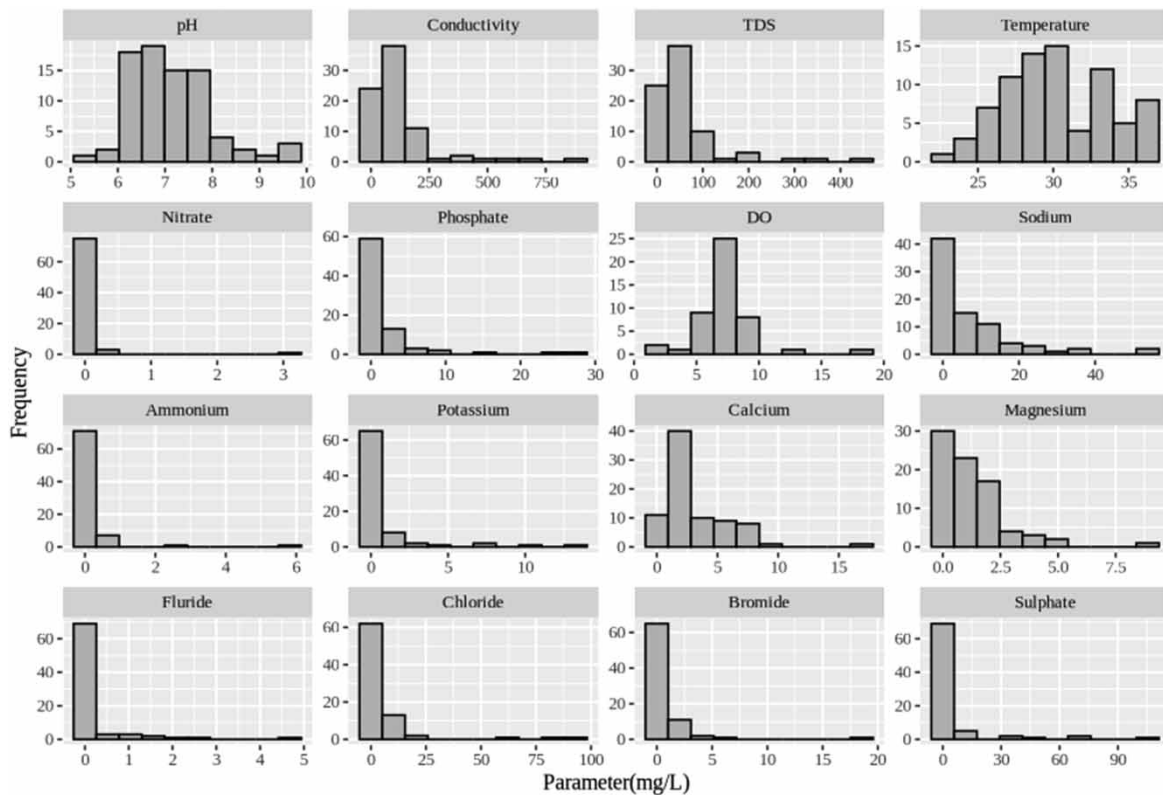 pH Conductivity TDS Temperature
15 10 5 0
30 20 10 0
30 20 10 0
15 10 5 0
5 6 7 8 9 10
0 250 500 750
0 100 200 300 400
25 30 35
Nitrate Phosphate DO Sodium
60 40 20 0
60 40 20 0
25 20 15 10 5 0
40 30 20 10 0
0 1 2 3
0 10 20 30
5 10 15 20
0 20 40
Frequency
Ammonium Potassium Calcium Magnesium
60 40 20 0
60 40 20 0
40 30 20 10 0
30 20 10 0
0 2 4 6
0 5 10
0 5 10 15
0.0 2.5 5.0 7.5
Fluride Chloride Bromide Sulphate
60 40 20 0
60 40 20 0
60 40 20 0
60 40 20 0
0 1 2 3 4 5
0 25 50 75 100
0 5 10 15 20
0 30 60 90
Parameter(mg/L)